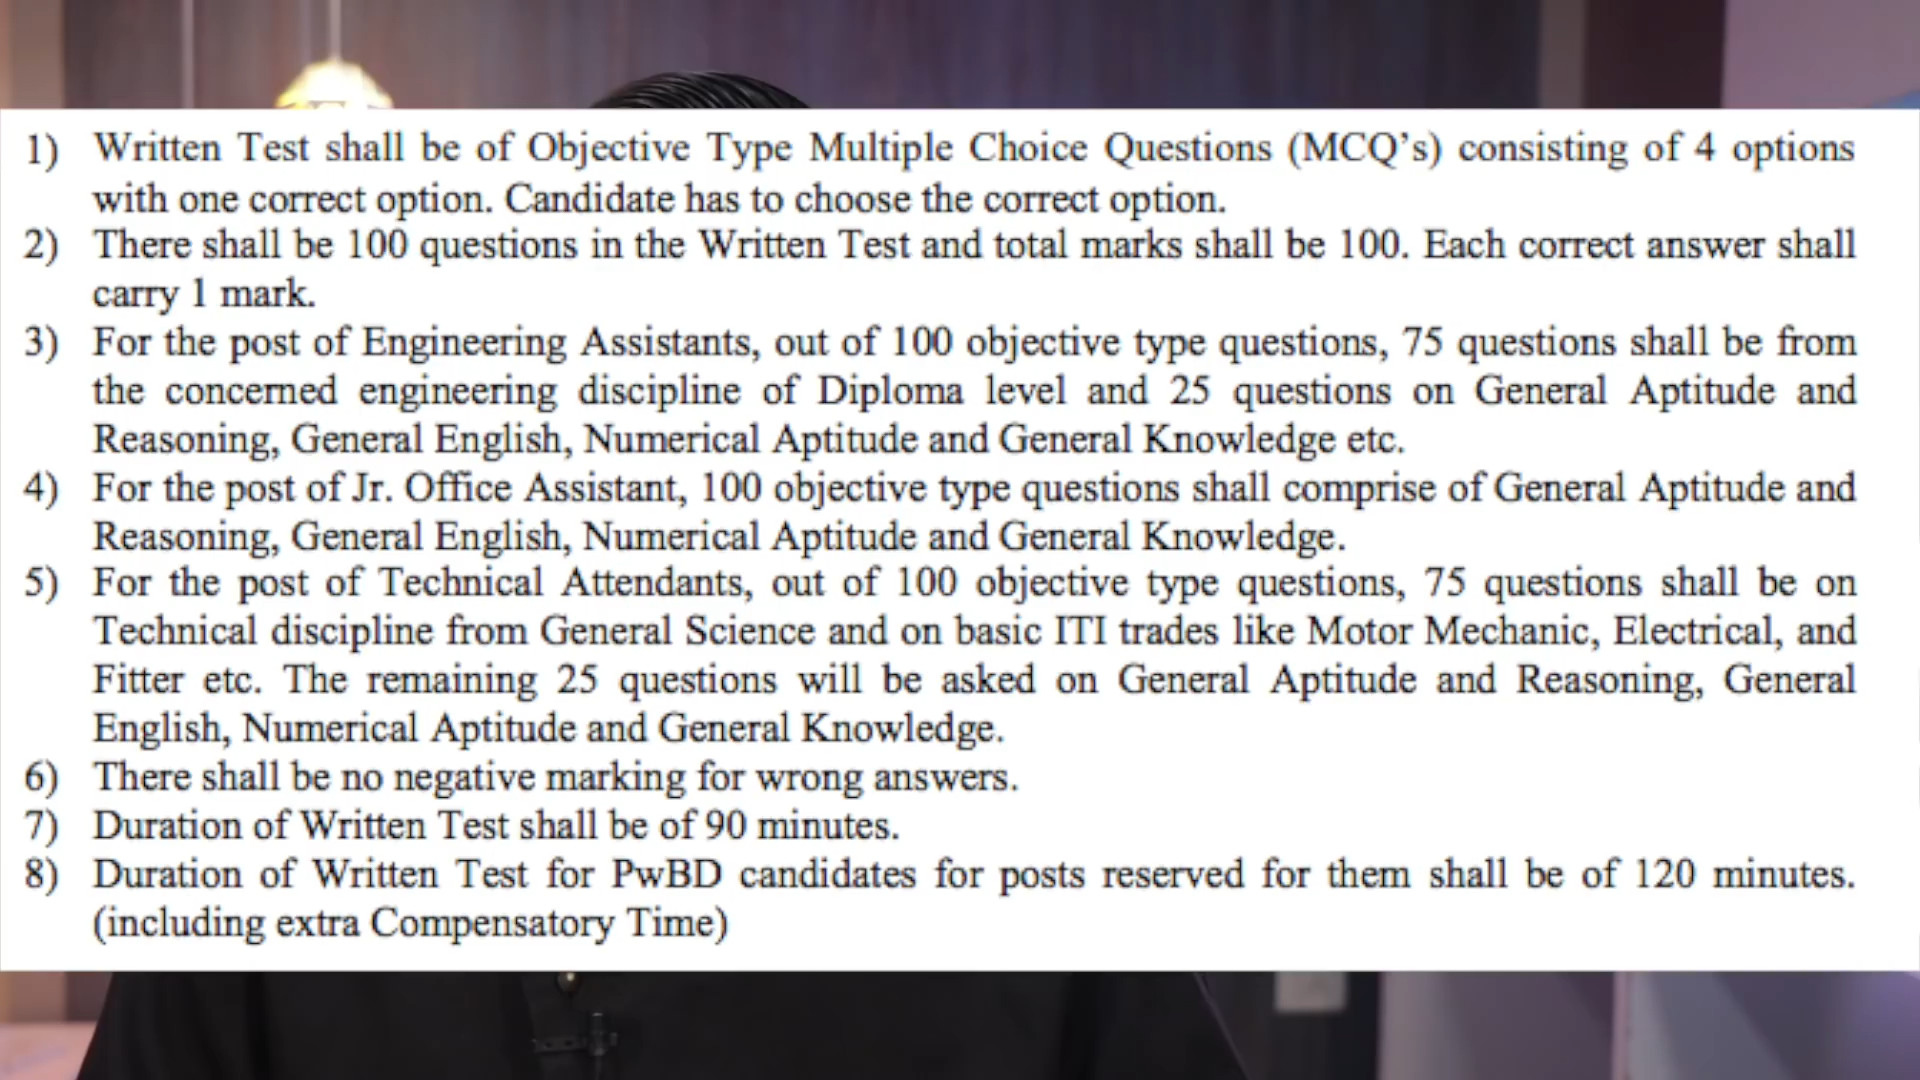 1) Written Test shall be of Objective Type Multiple Choice Questions (MCQ's) consisting of 4 options
with one correct option. Candidate has to choose the correct option.
2) There shall be 100 questions in the Written Test and total marks shall be 100. Each correct answer shall
carry 1 mark.
3) For the post of Engineering Assistants, out of 100 objective type questions, 75 questions shall be from
the concerned engineering discipline of Diploma level and 25 questions on General Aptitude and
Reasoning, General English, Numerical Aptitude and General Knowledge etc.
4) For the post of Jr. Office Assistant, 100 objective type questions shall comprise of General Aptitude and
Reasoning, General English, Numerical Aptitude and General Knowledge.
5) For the post of Technical Attendants, out of 100 objective type questions, 75 questions shall be on
Technical discipline from General Science and on basic ITI trades like Motor Mechanic, Electrical, and
Fitter etc. The remaining 25 questions will be asked on General Aptitude and Reasoning, General
English, Numerical Aptitude and General Knowledge.
6) There shall be no negative marking for wrong answers.
7) Duration of Written Test shall be of 90 minutes.
8) Duration of Written Test for PwBD candidates for posts reserved for them shall be of 120 minutes.
(including extra Compensatory Time)